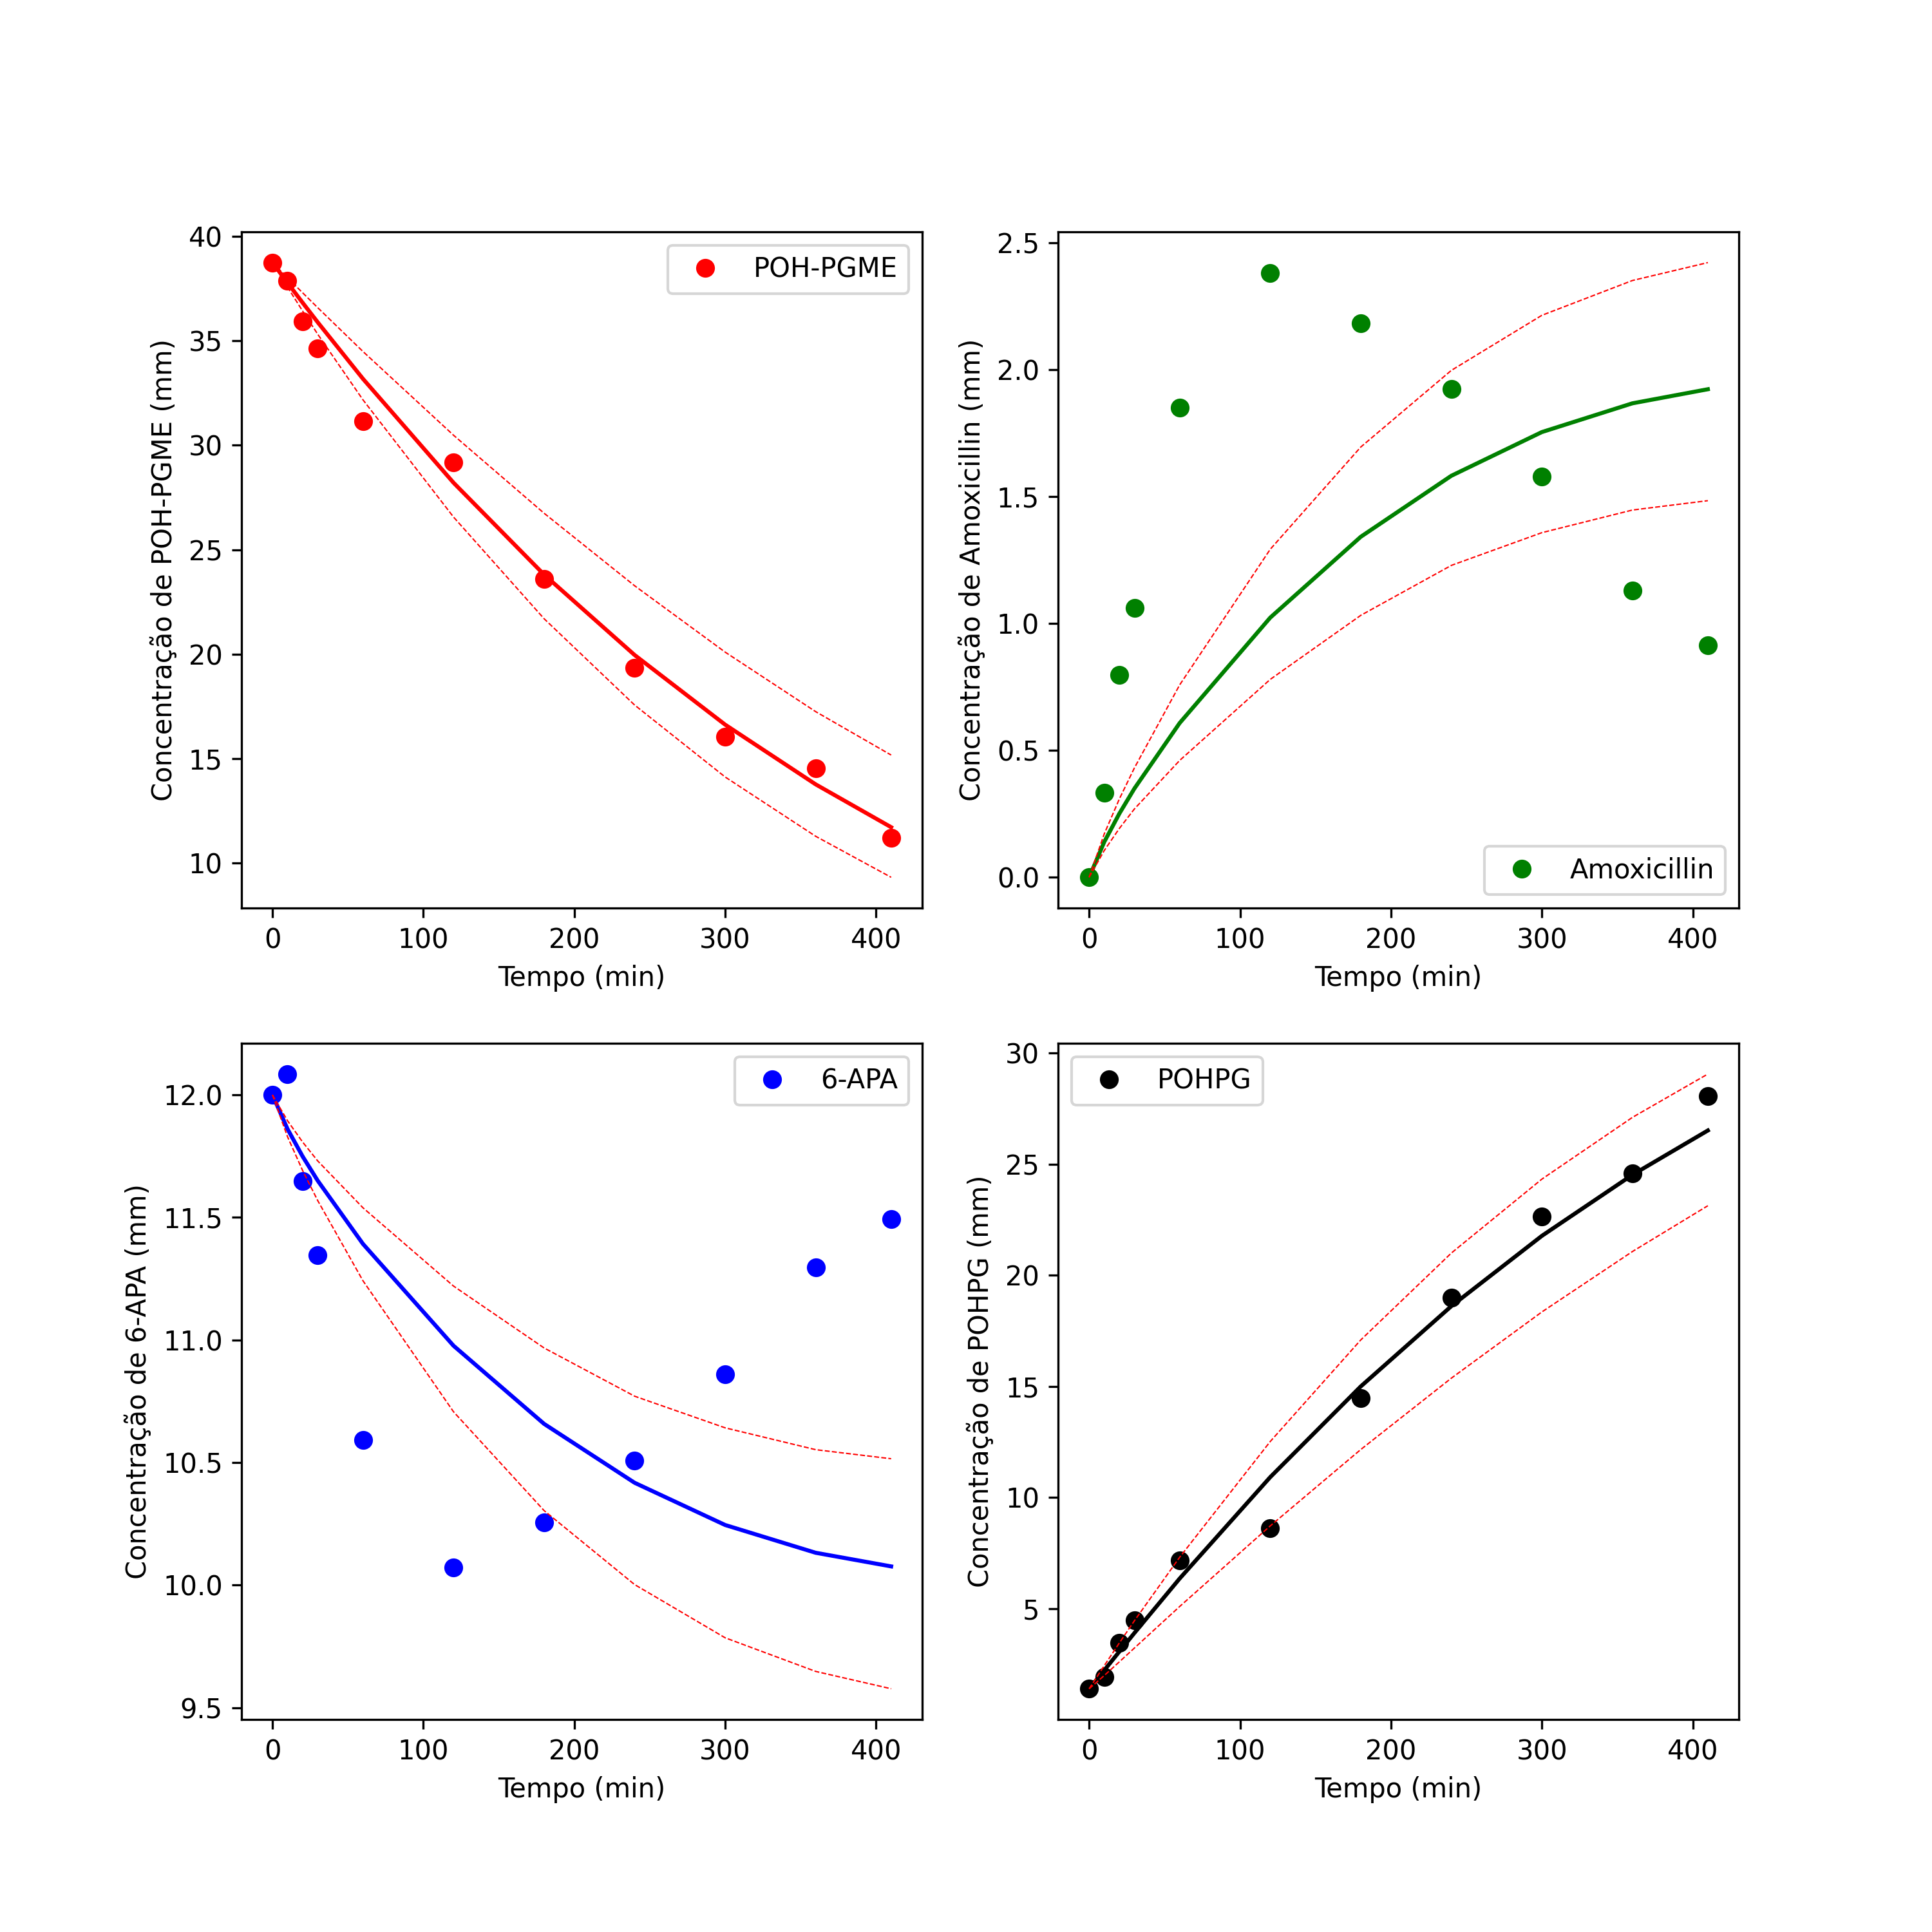 Concentração de POH-PGME (mm)
40
35
30
25
20
15
10
POH-PGME
0 100 200 300 400
Tempo (min)
Concentração de Amoxicillin (mm)
2.5
2.0
1.5
1.0
0.5
0.0
Amoxicillin
0 100 200 300 400
Tempo (min)
Concentração de 6-APA (mm)
12.0
11.5
11.0
10.5
10.0
9.5
6-APA
0 100 200 300 400
Tempo (min)
Concentração de POHPG (mm)
30
25
20
15
10
5
POHPG
0 100 200 300 400
Tempo (min)